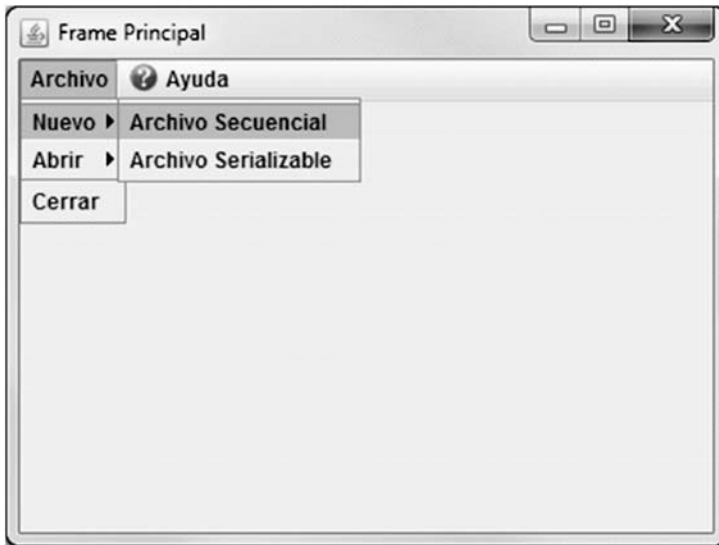 Frame Principal
Archivo Ayuda
Nuevo Archivo Secuencial
Abrir Archivo Serializable
Cerrar